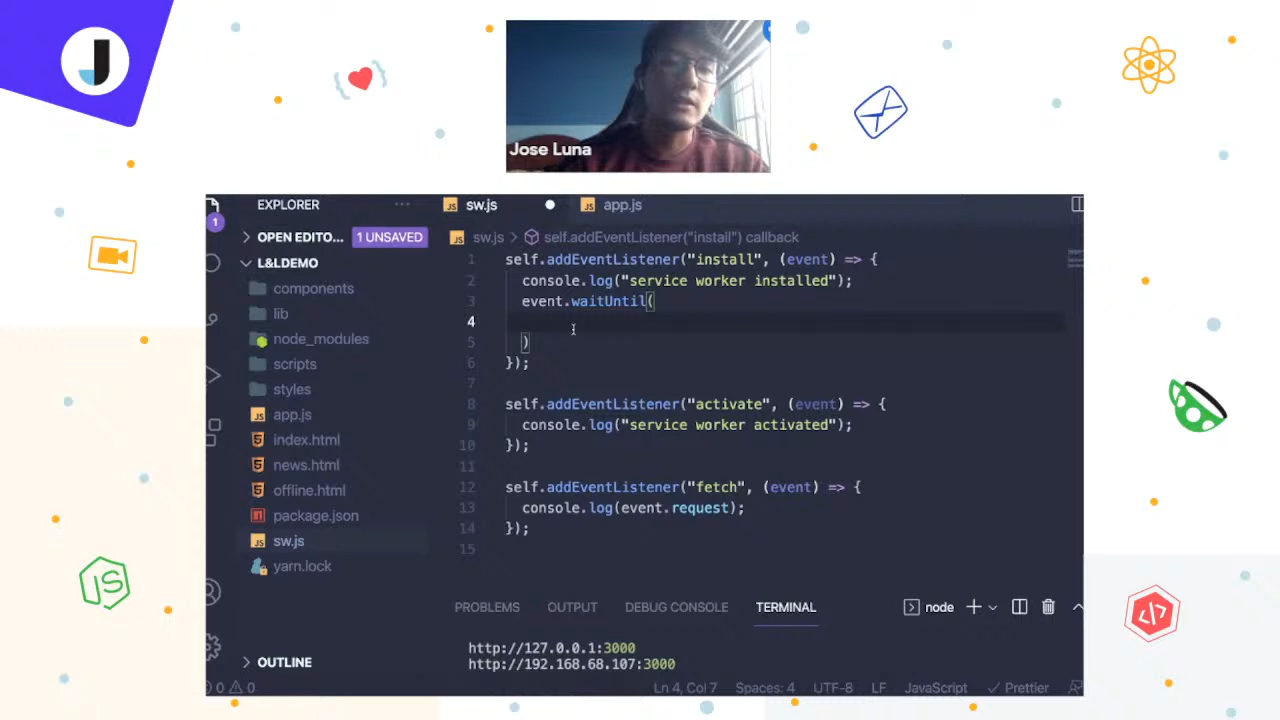 J
Jose Luna
EXPLORER
sw.js
app.js
1
OPEN EDITO... 1 UNSAVED
sw.js > self.addEventListener("install") callback
L&LDEMO
components
lib
node_modules
scripts
styles
app.js
index.html
news.html
offline.html
package.json
sw.js
yarn.lock
OUTLINE
1 self.addEventListener("install", (event) => {
2 console.log("service worker installed");
3 event.waitUntil(
4
5 )
6 });
7
8 self.addEventListener("activate", (event) => {
9 console.log("service worker activated");
10 });
11
12 self.addEventListener("fetch", (event) => {
13 console.log(event.request);
14 });
15
PROBLEMS OUTPUT DEBUG CONSOLE TERMINAL node
http://127.0.0.1:3000
http://192.168.68.107:3000
0 0 Ln 4, Col 7 Spaces: 4 UTF-8 LF JavaScript Prettier
JS